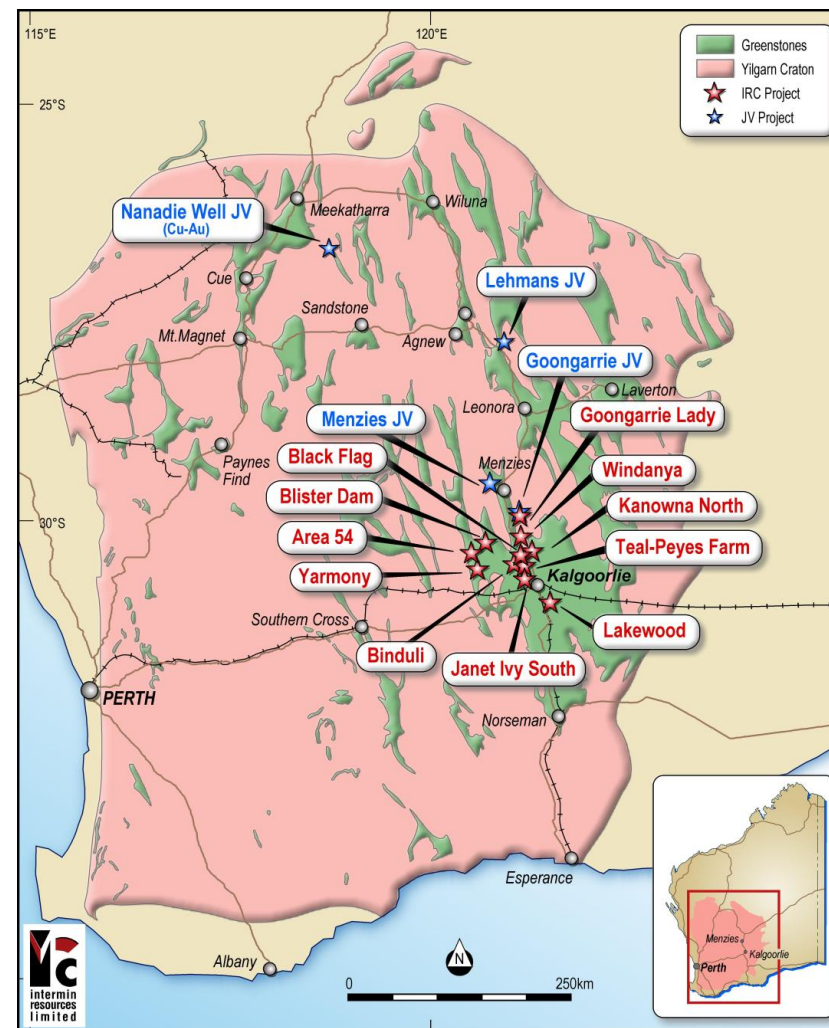 115°E
120°E
Greenstones
Yilgarn Craton
IRC Project
JV Project
25°S
Nanadie Well JV
(Cu-Au)
Meekatharra
Wiluna
Cue
Lehmans JV
Sandstone
Mt.Magnet
Agnew
Goongarrie JV
Laverton
Leonora
Menzies JV
Goongarrie Lady
Black Flag
Menzies
Windanya
Paynes
Find
Blister Dam
Kanowna North
30°S
Area 54
Teal-Peyes Farm
Yarmony
Kalgoorlie
Southern Cross
Lakewood
Binduli
Janet Ivy South
PERTH
Norseman
Esperance
Albany
N
0
250km
intermin
resources
limited
Menzies
Kalgoorlie
Perth